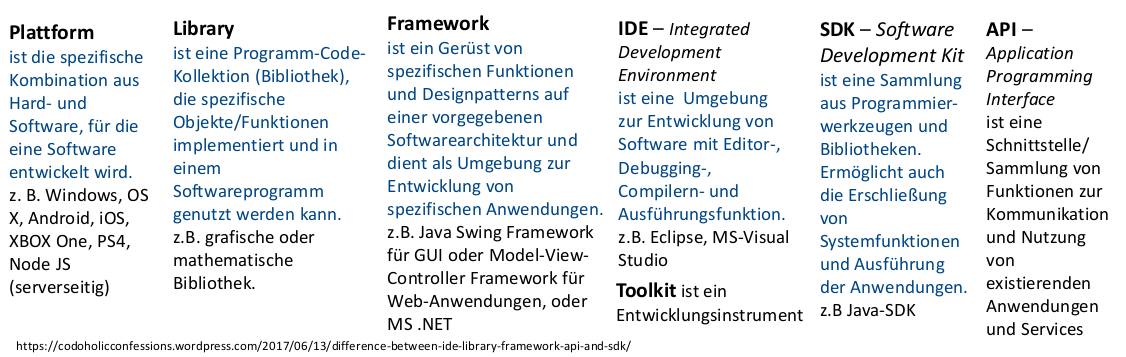 Plattform
ist die spezifische
Kombination aus
Hard- und
Software, für die
eine Software
entwickelt wird.
z. B. Windows, OS
X, Android, iOS,
XBOX One, PS4,
Node JS
(serverseitig)
Library
ist eine Programm-Code-
Kollektion (Bibliothek),
die spezifische
Objekte/Funktionen
implementiert und in
einem
Softwareprogramm
genutzt werden kann.
z.B. grafische oder
mathematische
Bibliothek.
Framework
ist ein Gerüst von
spezifischen Funktionen
und Designpatterns auf
einer vorgegebenen
Softwarearchitektur und
dient als Umgebung zur
Entwicklung von
spezifischen Anwendungen.
z.B. Java Swing Framework
für GUI oder Model-View-
Controller Framework für
Web-Anwendungen, oder
MS .NET
IDE – Integrated
Development
Environment
ist eine Umgebung
zur Entwicklung von
Software mit Editor-,
Debugging-,
Compilern- und
Ausführungsfunktion.
z.B. Eclipse, MS-Visual
Studio
Toolkit ist ein
Entwicklungsinstrument
SDK – Software
Development Kit
ist eine Sammlung
aus Programmier-
werkzeugen und
Bibliotheken.
Ermöglicht auch
die Erschließung
von
Systemfunktionen
und Ausführung
der Anwendungen.
z.B Java-SDK
API –
Application
Programming
Interface
ist eine
Schnittstelle/
Sammlung von
Funktionen zur
Kommunikation
und Nutzung
von
existierenden
Anwendungen
und Services
https://codoholicconfessions.wordpress.com/2017/06/13/difference-between-ide-library-framework-api-and-sdk/